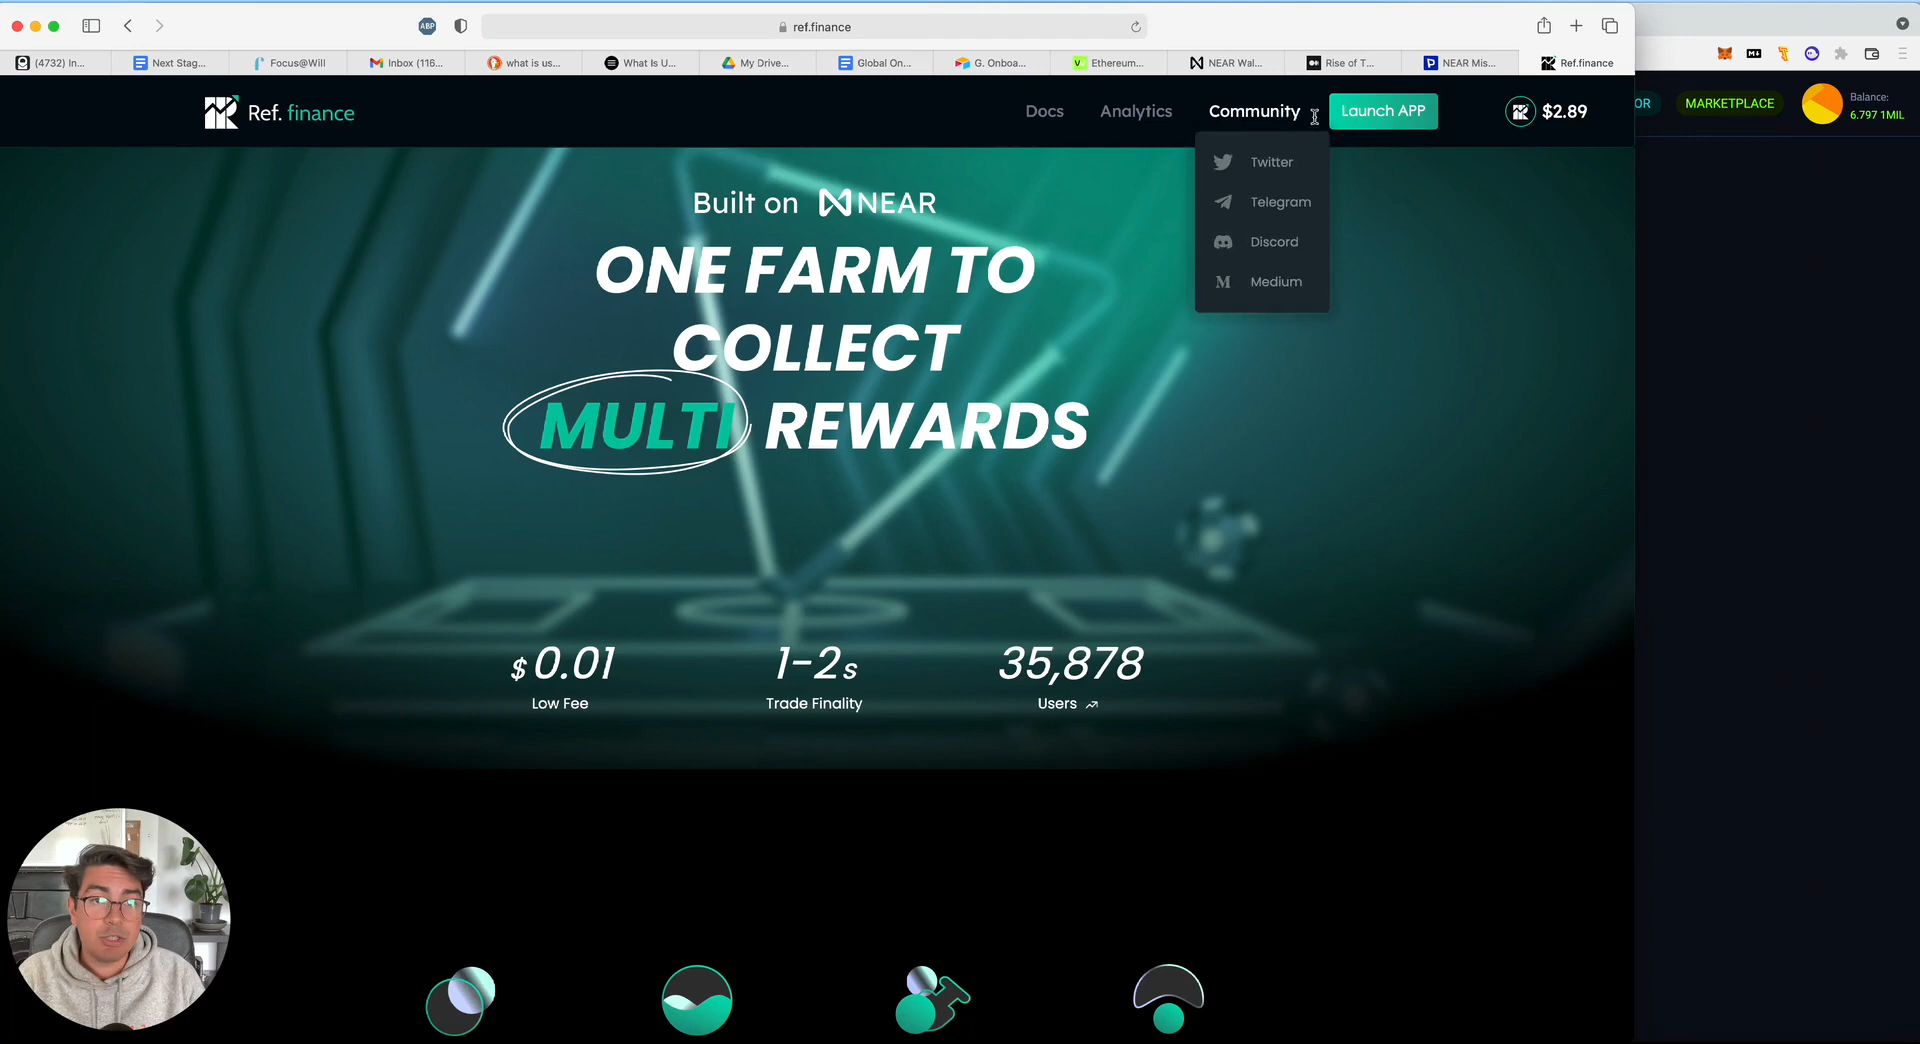 ABP
ref.finance
(4732) In...
Next Stag...
Focus@Will
Inbox (116...
what is us...
What Is U...
My Drive...
Global On...
G. Onboa...
Ethereum...
NEAR Wal...
Rise of T...
NEAR Mis...
Ref.finance
Ref. finance
Docs
Analytics
Community
Launch APP
$2.89
OR
MARKETPLACE
Balance:
6.797 1MIL
Twitter
Telegram
Discord
Medium
Built on NEAR
ONE FARM TO
COLLECT
MULTI REWARDS
$0.01
Low Fee
1-2s
Trade Finality
35,878
Users